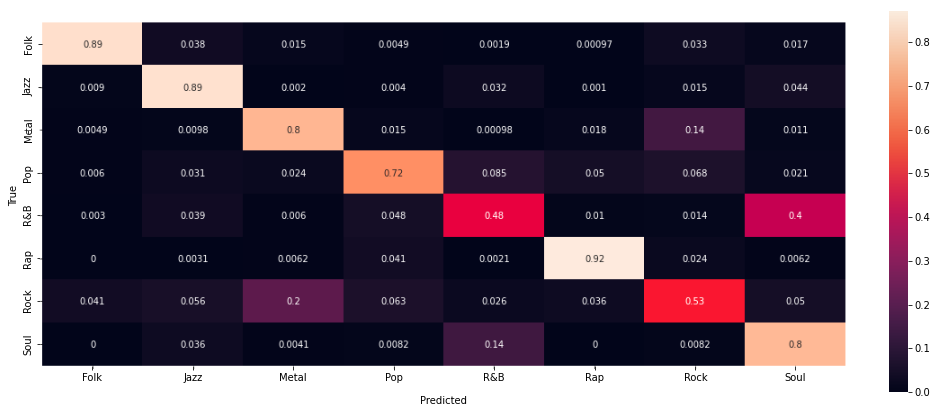 Folk 0.89 0.038 0.015 0.0049 0.0019 0.00097 0.033 0.017
Jazz 0.009 0.89 0.002 0.004 0.032 0.001 0.015 0.044
Metal 0.0049 0.0098 0.8 0.015 0.00098 0.018 0.14 0.011
Pop 0.006 0.031 0.024 0.72 0.085 0.05 0.068 0.021
True
R&B 0.003 0.039 0.006 0.048 0.48 0.01 0.014 0.4
Rap 0 0.0031 0.0062 0.041 0.0021 0.92 0.024 0.0062
Rock 0.041 0.056 0.2 0.063 0.026 0.036 0.53 0.05
Soul 0 0.036 0.0041 0.0082 0.14 0 0.0082 0.8
Folk Jazz Metal Pop R&B Rap Rock Soul
Predicted
0.8
0.7
0.6
0.5
0.4
0.3
0.2
0.1
0.0